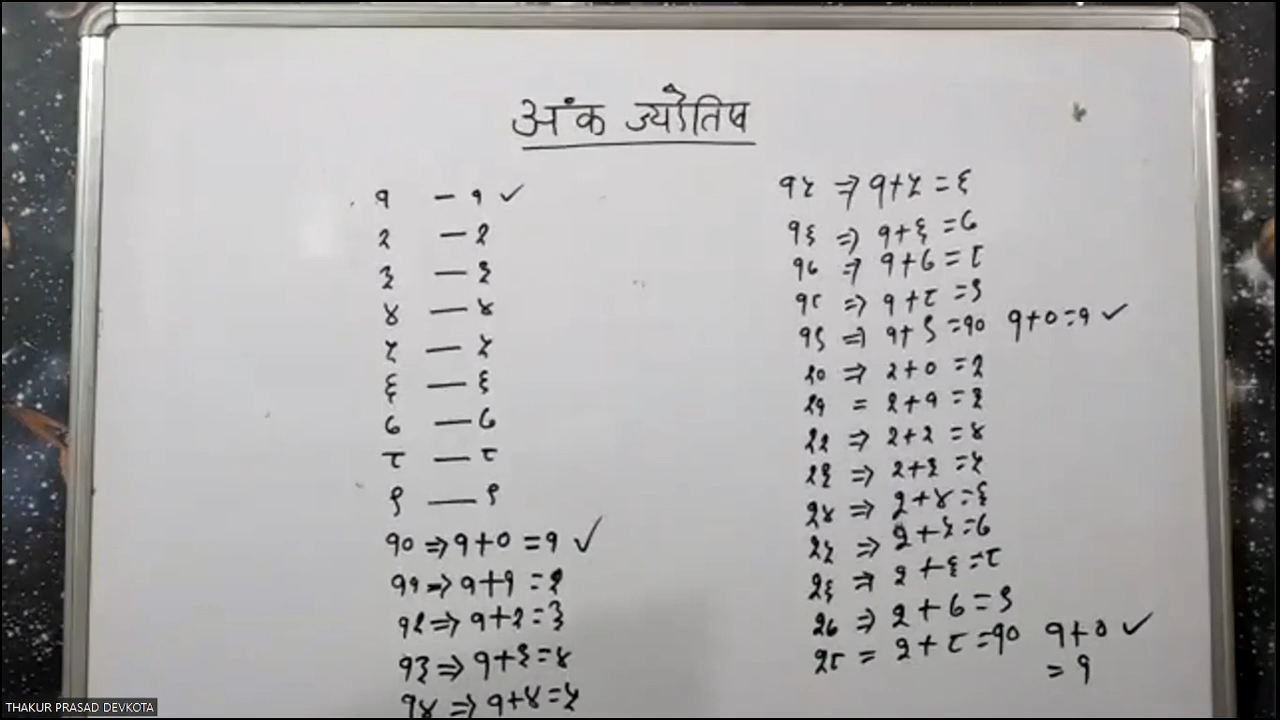 अंक ज्यौतिष
१ — १ ✓
२ — २
३ — ३
४ — ४
५ — ५
६ — ६
७ — ७
८ — ८
९ — ९
१० ⇒ १+० = १ ✓
११ ⇒ १+१ = २
१२ ⇒ १+२ = ३
१३ ⇒ १+३ = ४
१४ ⇒ १+४ = ५
१५ ⇒ १+५ = ६
१६ ⇒ १+६ = ७
१७ ⇒ १+७ = ८
१८ ⇒ १+८ = ९
१९ ⇒ १+९ = १० १+० = १ ✓
२० ⇒ २+० = २
२१ = २+१ = ३
२२ ⇒ २+२ = ४
२३ ⇒ २+३ = ५
२४ ⇒ २+४ = ६
२५ ⇒ २+५ = ७
२६ ⇒ २+६ = ८
२७ ⇒ २+७ = ९
२८ = २+८ = १० १+० ✓
= १
THAKUR PRASAD DEVKOTA